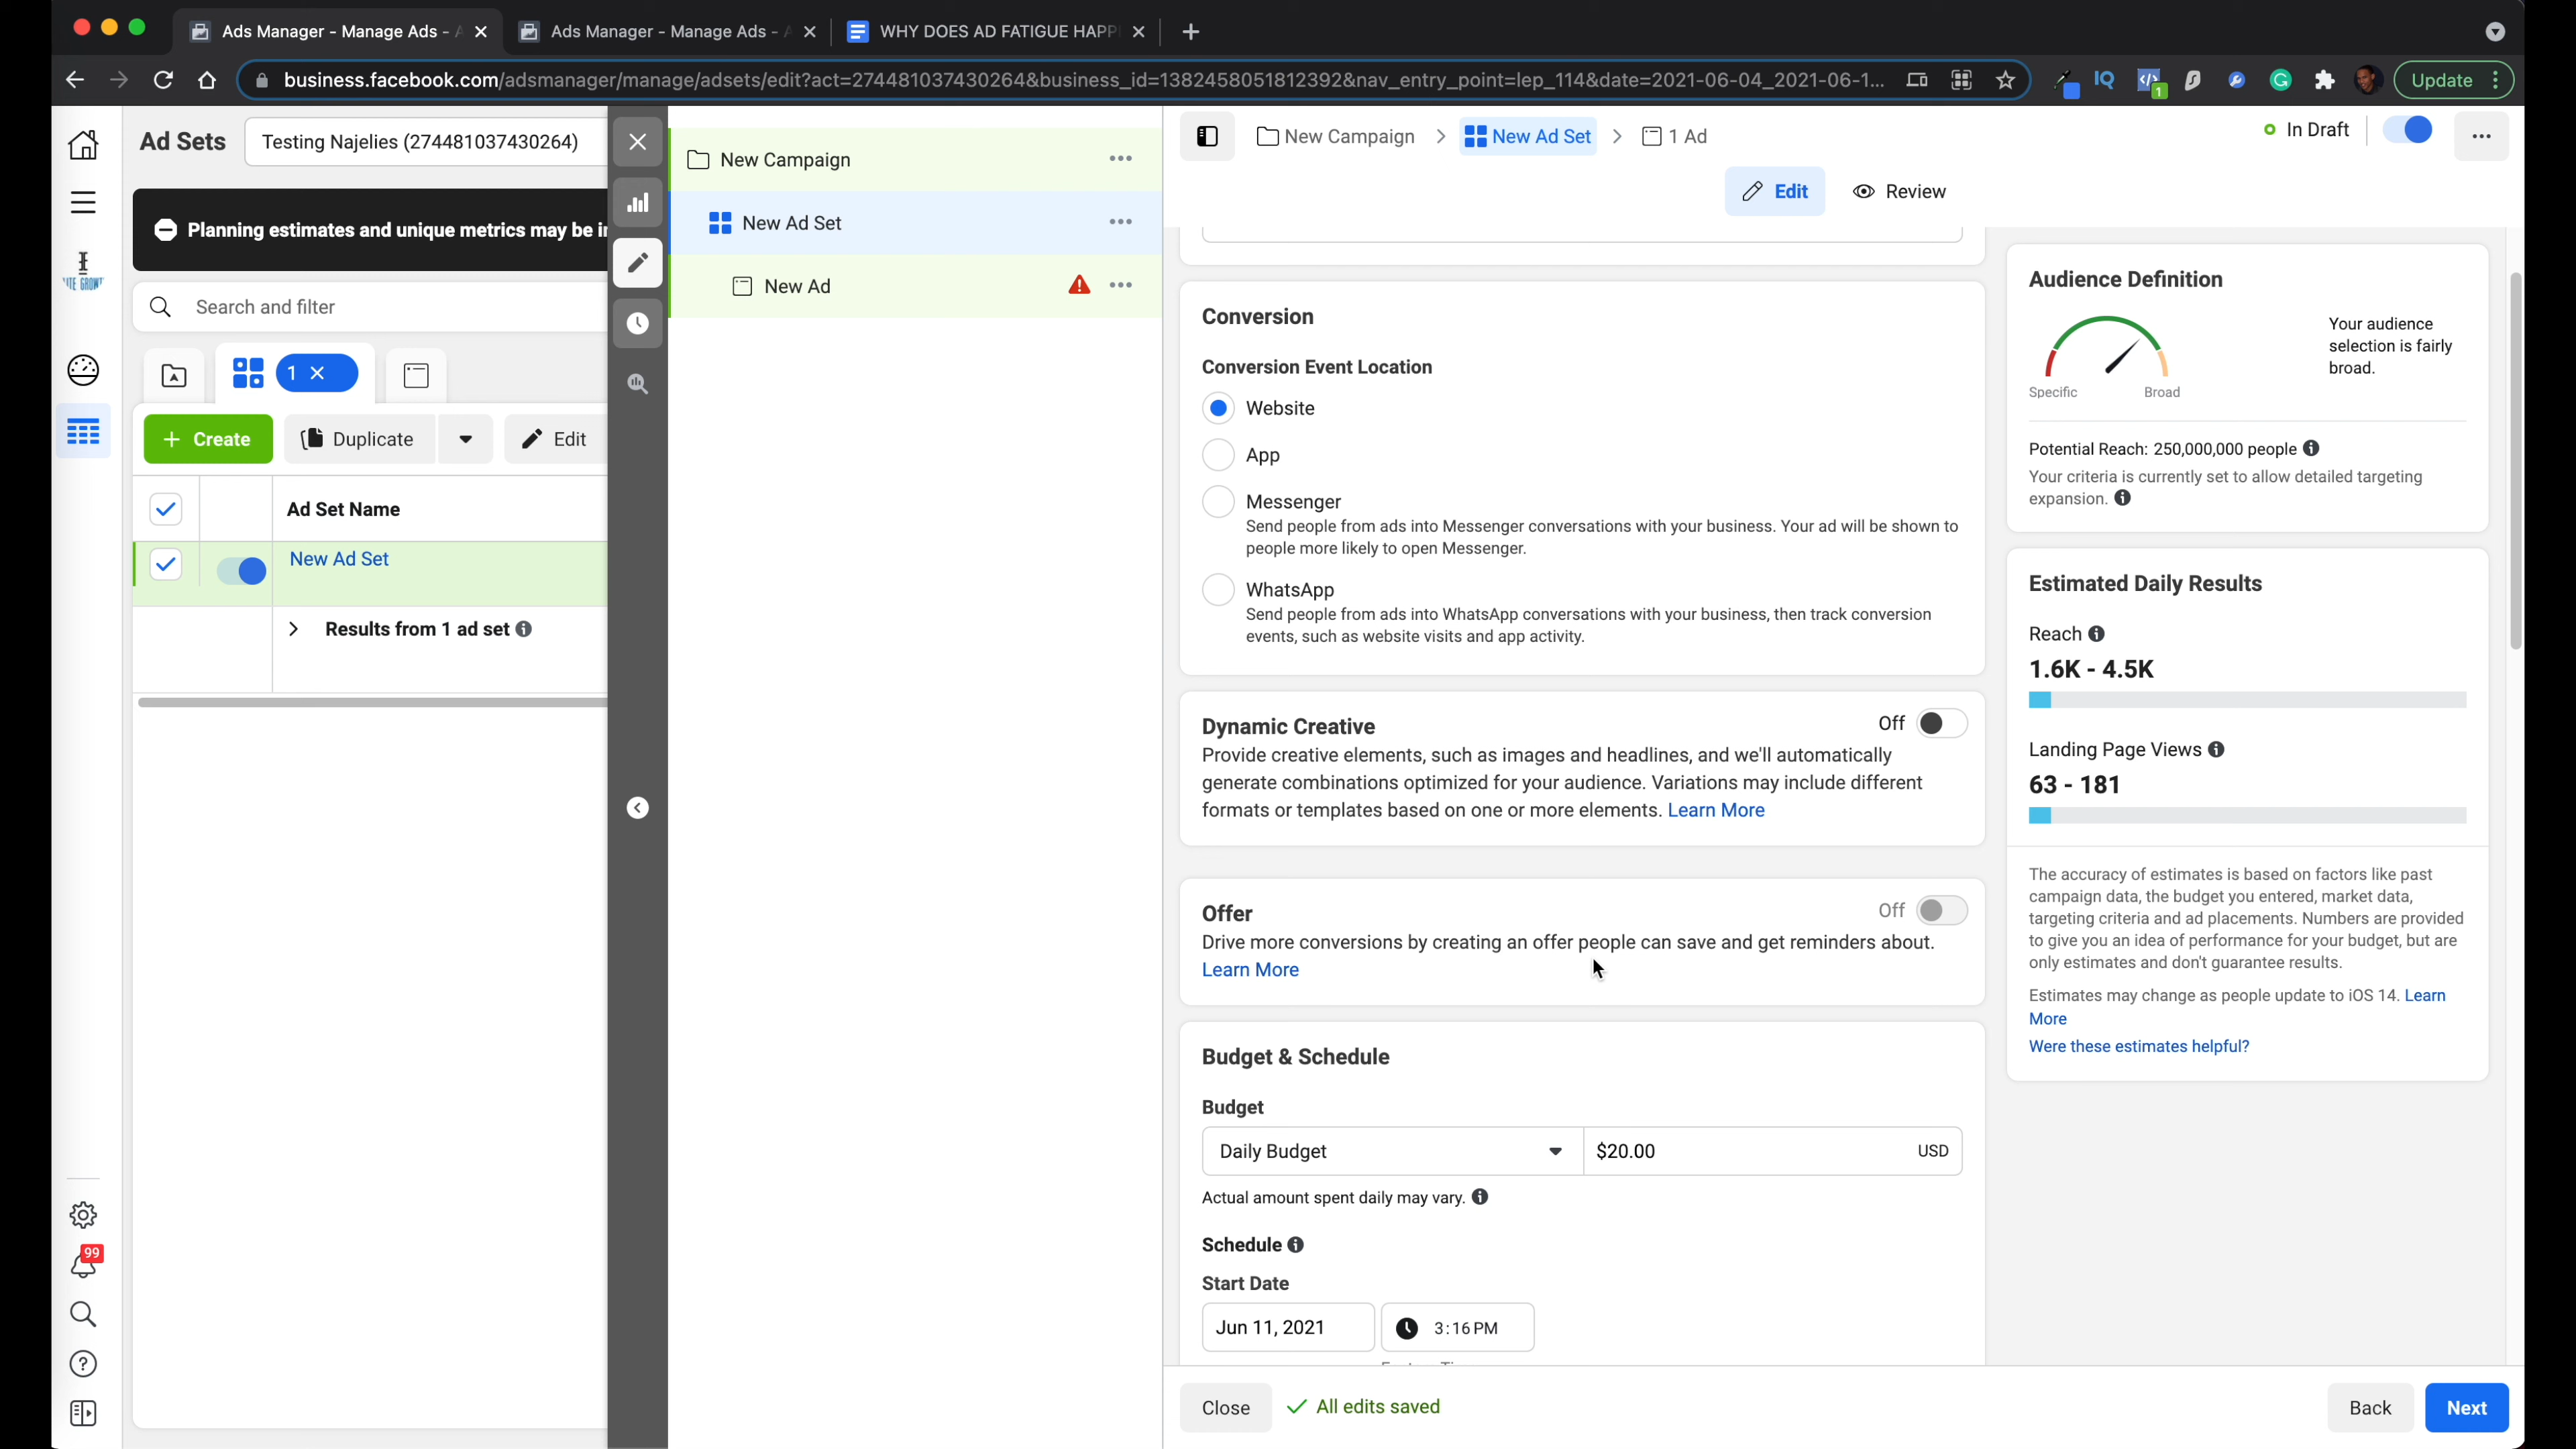 Ads Manager - Manage Ads - A
Ads Manager - Manage Ads - A
WHY DOES AD FATIGUE HAPP
business.facebook.com/adsmanager/manage/adsets/edit?act=274481037430264&business_id=1382458051812392&nav_entry_point=lep_114&date=2021-06-04_2021-06-1...
IQ
1
Update
Ad Sets
Testing Najelies (274481037430264)
Planning estimates and unique metrics may be i
Search and filter
1
Create
Duplicate
Edit
Ad Set Name
New Ad Set
Results from 1 ad set
99
New Campaign
New Ad Set
New Ad
New Campaign
New Ad Set
1 Ad
In Draft
Edit
Review
Conversion
Conversion Event Location
Website
App
Messenger
Send people from ads into Messenger conversations with your business. Your ad will be shown to
people more likely to open Messenger.
WhatsApp
Send people from ads into WhatsApp conversations with your business, then track conversion
events, such as website visits and app activity.
Dynamic Creative
Off
Provide creative elements, such as images and headlines, and we'll automatically
generate combinations optimized for your audience. Variations may include different
formats or templates based on one or more elements. Learn More
Offer
Off
Drive more conversions by creating an offer people can save and get reminders about.
Learn More
Budget & Schedule
Budget
Daily Budget
$20.00
USD
Actual amount spent daily may vary.
Schedule
Start Date
Jun 11, 2021
3:16 PM
Close
All edits saved
Back
Next
Audience Definition
Specific
Broad
Your audience
selection is fairly
broad.
Potential Reach: 250,000,000 people
Your criteria is currently set to allow detailed targeting
expansion.
Estimated Daily Results
Reach
1.6K - 4.5K
Landing Page Views
63 - 181
The accuracy of estimates is based on factors like past
campaign data, the budget you entered, market data,
targeting criteria and ad placements. Numbers are provided
to give you an idea of performance for your budget, but are
only estimates and don't guarantee results.
Estimates may change as people update to iOS 14. Learn
More
Were these estimates helpful?